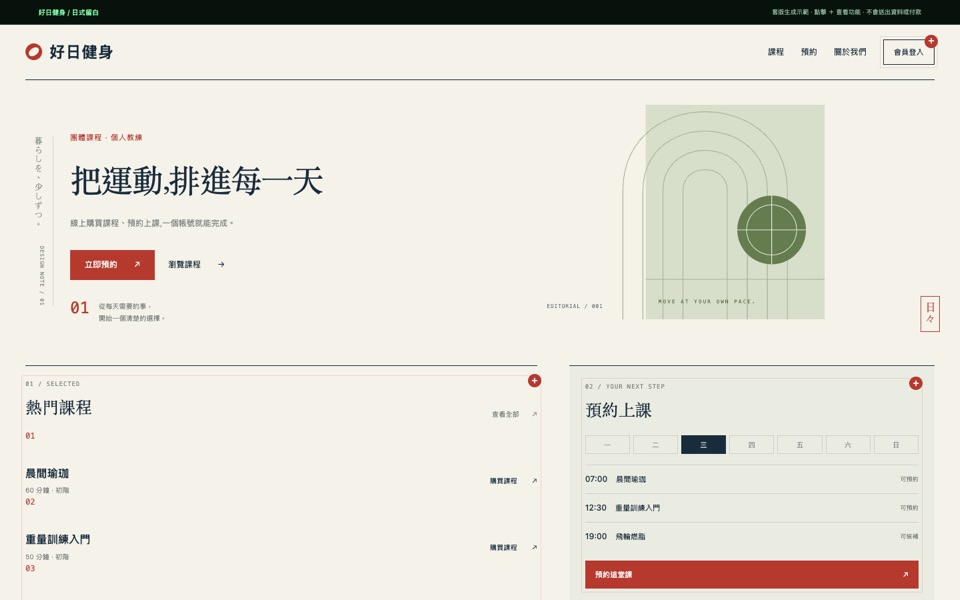 好日健身 / 日式留白
客版生成示範 · 點擊 + 查看功能 · 不會送出資料或付款
好日健身
課程
預約
關於我們
會員登入
暮らしを、少しずつ。
DESIGN NOTE / 01
團體課程 · 個人教練
把運動,排進每一天
線上購買課程、預約上課,一個帳號就能完成。
立即預約 ↗
瀏覽課程 →
01
從每天需要的事,
開始一個清楚的選擇。
EDITORIAL / 001
MOVE AT YOUR OWN PACE.
日々
01 / SELECTED
熱門課程
查看全部 ↗
01
晨間瑜珈
60 分鐘 · 初階
購買課程 ↗
02
重量訓練入門
50 分鐘 · 初階
購買課程 ↗
03
02 / YOUR NEXT STEP
預約上課
一 二 三 四 五 六 日
07:00 晨間瑜珈 可預約
12:30 重量訓練入門 可預約
19:00 飛輪燃脂 可候補
預約這堂課 ↗